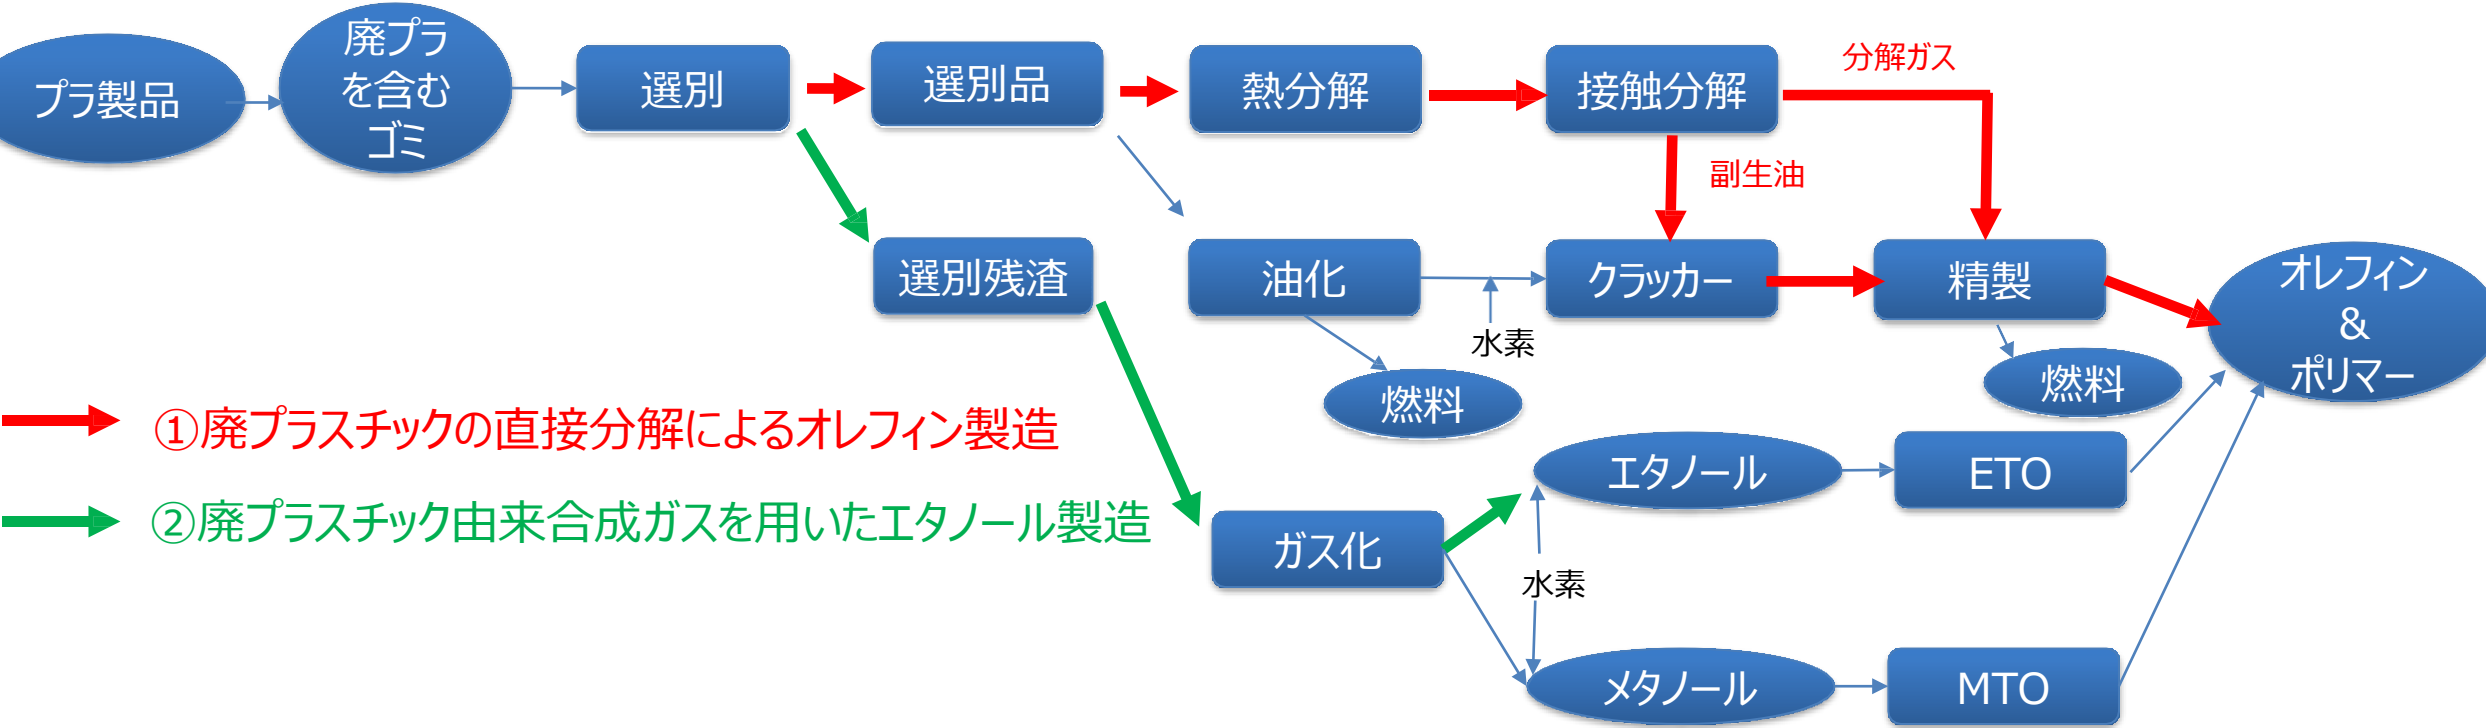 プラ製品
廃プラ
を含む
ゴミ
選別
選別品
熱分解
接触分解
分解ガス
副生油
選別残渣
油化
水素
クラッカー
精製
オレフィン
&
ポリマー
燃料
燃料
①廃プラスチックの直接分解によるオレフィン製造
②廃プラスチック由来合成ガスを用いたエタノール製造
ガス化
エタノール
ETO
水素
メタノール
MTO